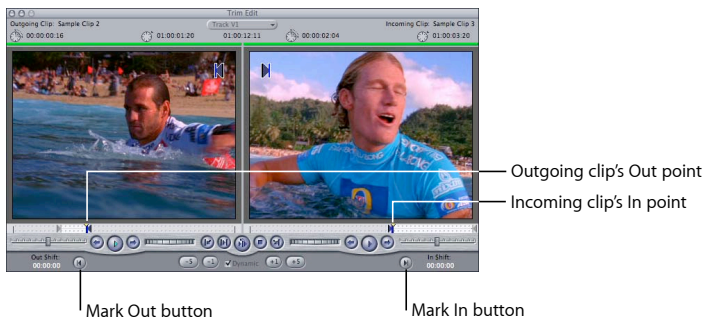 Trim Edit
Outgoing Clip: Sample Clip 2
Track V1
Incoming Clip: Sample Clip 3
00:00:00:16
01:00:01:20
01:00:12:11
00:00:02:04
01:00:03:20
Outgoing clip's Out point
Incoming clip's In point
Out Shift:
00:00:00
-5
-1
Dynamic
+1
+5
In Shift:
00:00:00
Mark Out button
Mark In button